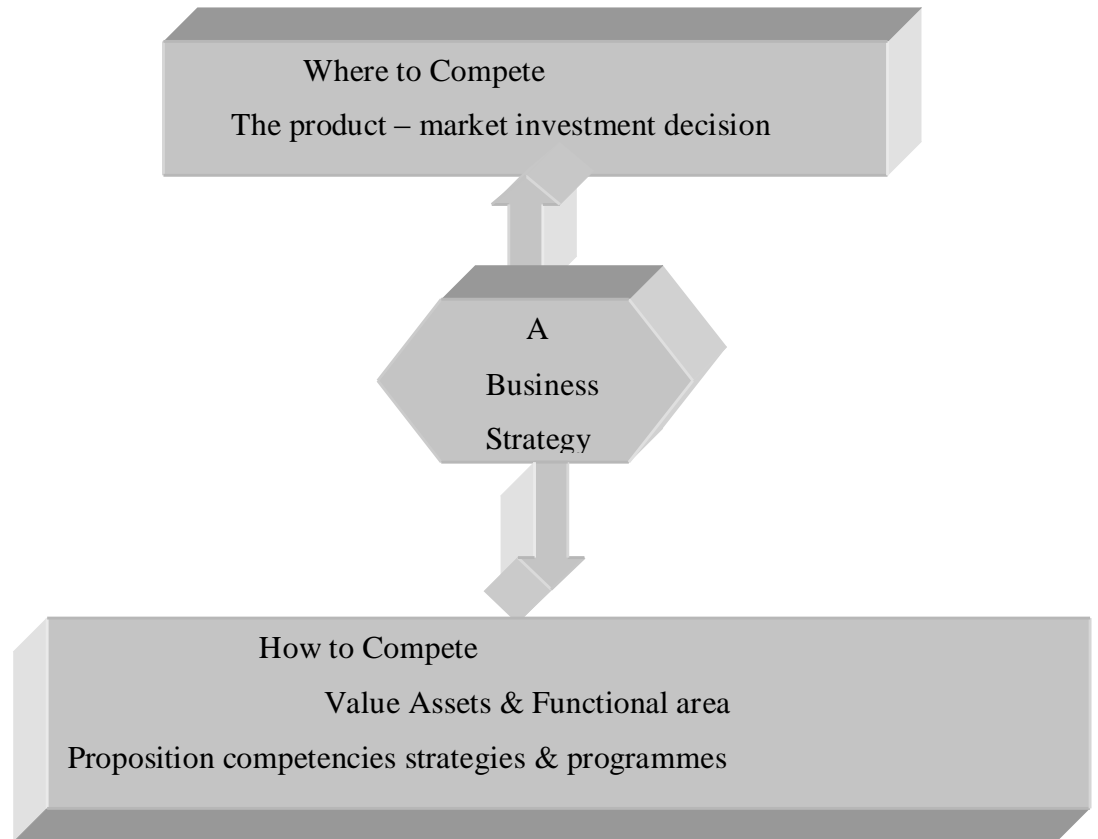 Where to Compete
The product – market investment decision
A
Business
Strategy
How to Compete
Value Assets & Functional area
Proposition competencies strategies & programmes